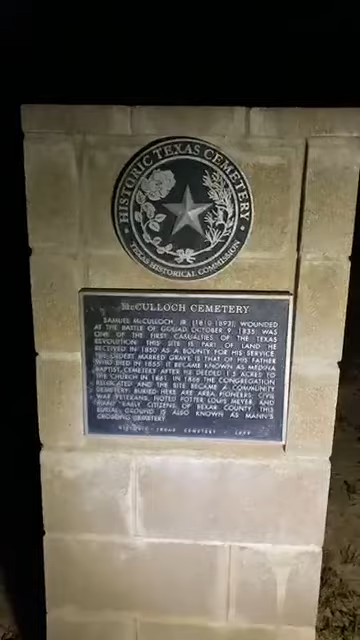 HISTORIC TEXAS CEMETERY
TEXAS HISTORICAL COMMISSION
McCULLOCH CEMETERY
SAMUEL McCULLOCH, JR. (1810-1893), WOUNDED
AT THE BATTLE OF GOLIAD OCTOBER 9, 1835, WAS
ONE OF THE FIRST CASUALTIES OF THE TEXAS
REVOLUTION. THIS SITE IS PART OF LAND HE
RECEIVED IN 1850 AS A BOUNTY FOR HIS SERVICE.
THE OLDEST MARKED GRAVE IS THAT OF HIS FATHER
WHO DIED IN 1855. IT BECAME KNOWN AS MEDINA
BAPTIST CEMETERY AFTER HE DEEDED 1.5 ACRES TO
THE CHURCH IN 1881. IN 1886 THE CONGREGATION
RELOCATED AND THE SITE BECAME A COMMUNITY
CEMETERY. BURIED HERE ARE AREA PIONEERS, CIVIL
WAR VETERANS, NOTED POTTER LOUIS MEYER AND
MANY EARLY CITIZENS OF BEXAR COUNTY. THIS
BURIAL GROUND IS ALSO KNOWN AS MANN'S
CROSSING CEMETERY.
HISTORIC TEXAS CEMETERY -